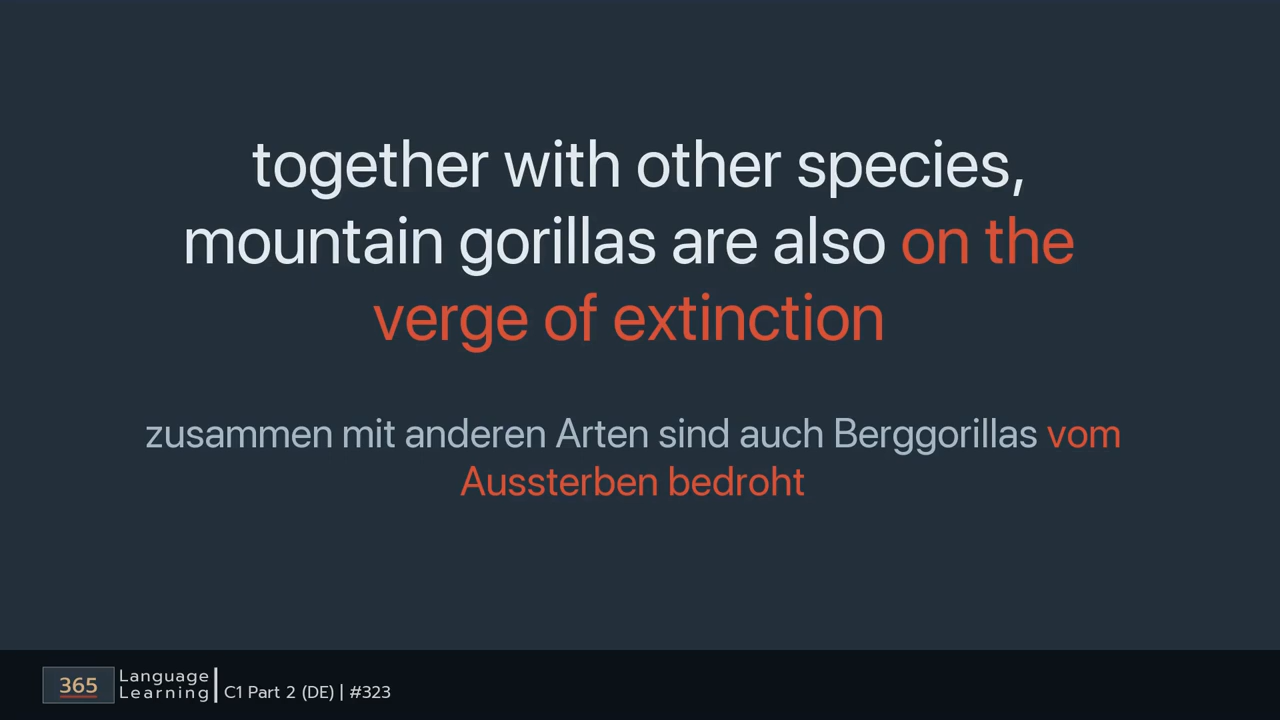 together with other species,
mountain gorillas are also on the
verge of extinction
zusammen mit anderen Arten sind auch Berggorillas vom
Aussterben bedroht
365
Language
Learning
C1 Part 2 (DE) | #323